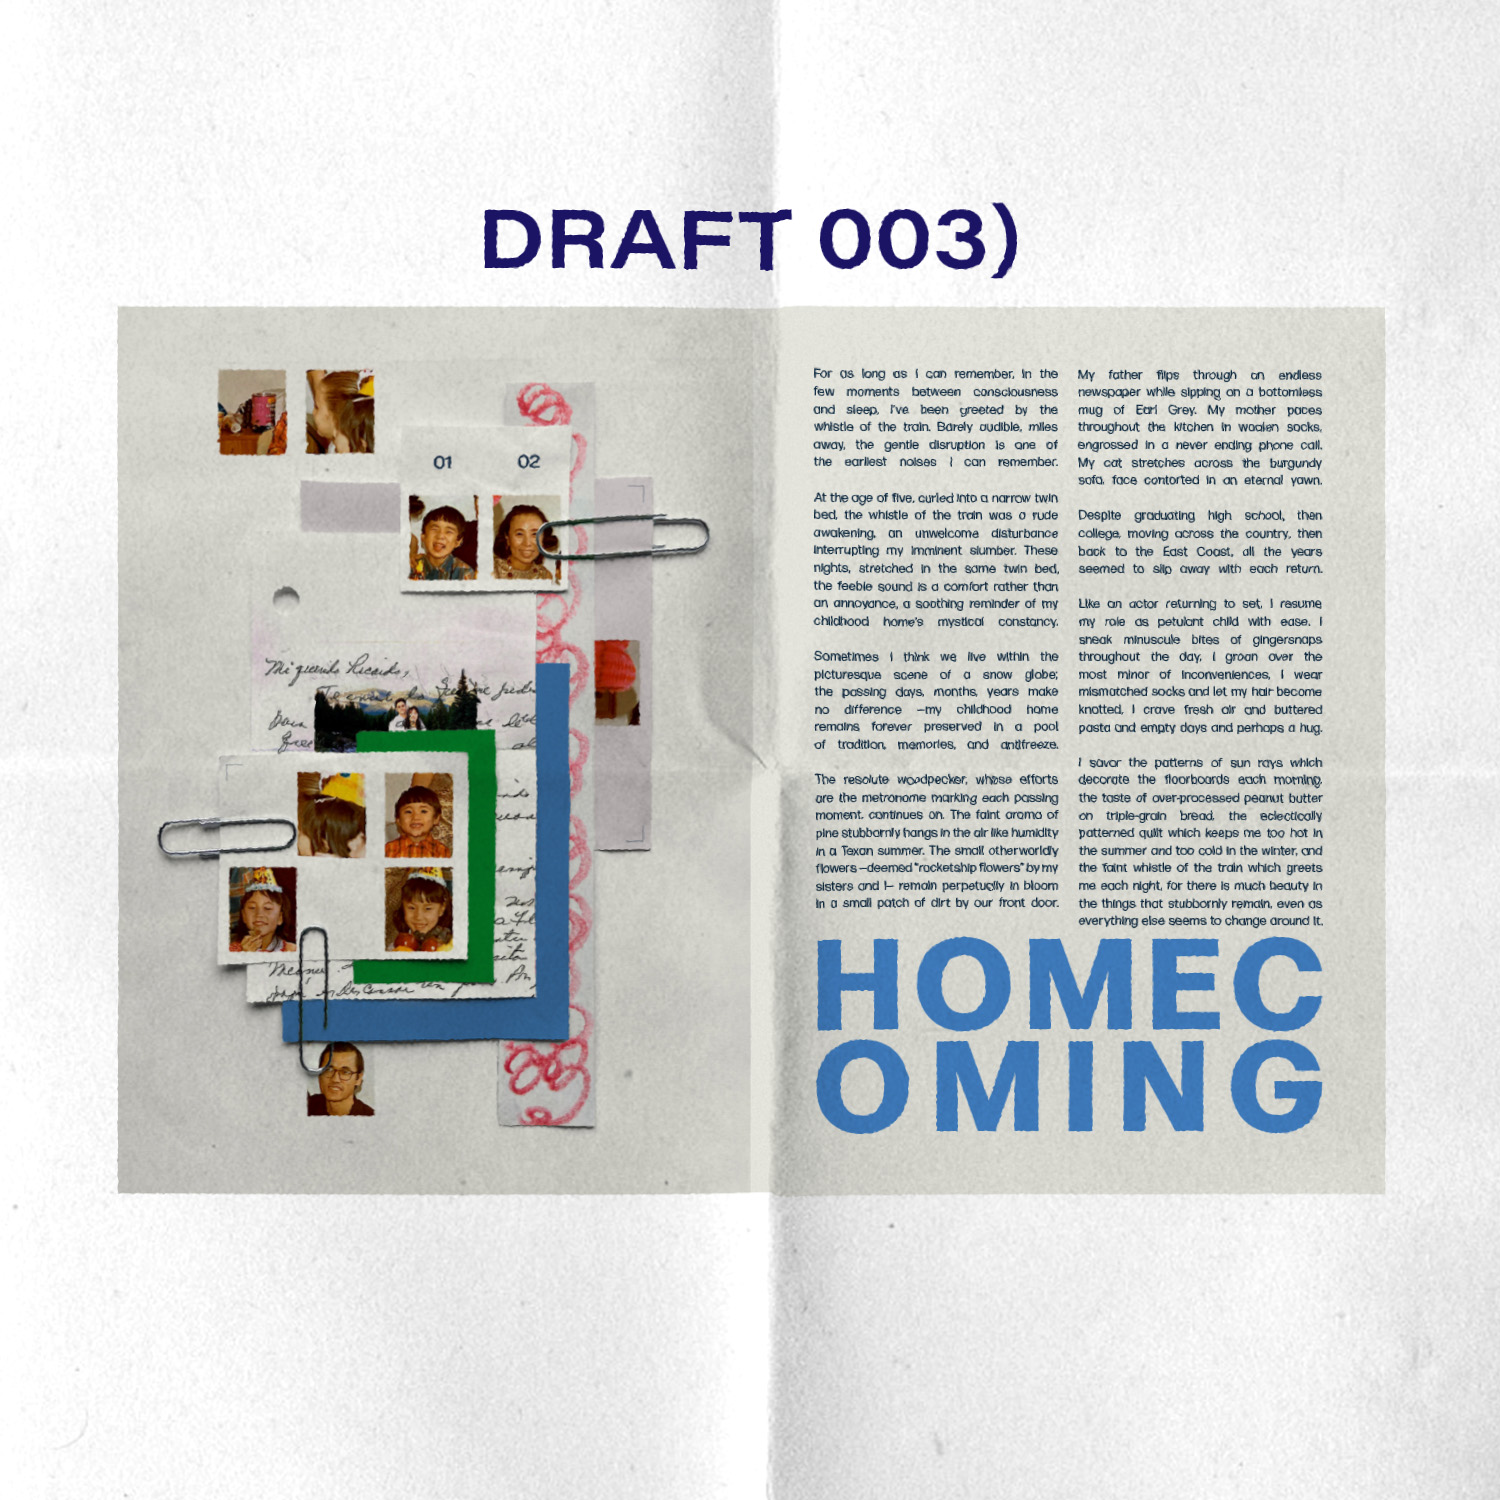 DRAFT 003)
01 02
Mi querido Ricardo,
For as long as I can remember, in the
few moments between consciousness
and sleep, I've been greeted by the
whistle of the train. Barely audible, miles
away, the gentle disruption is one of
the earliest noises I can remember.
At the age of five, curled into a narrow twin
bed, the whistle of the train was a rude
awakening, an unwelcome disturbance
interrupting my imminent slumber. These
nights, stretched in the same twin bed,
the feeble sound is a comfort rather than
an annoyance, a soothing reminder of my
childhood home's mystical constancy.
Sometimes I think we live within the
picturesque scene of a snow globe;
the passing days, months, years make
no difference —my childhood home
remains forever preserved in a pool
of tradition, memories, and antifreeze.
The resolute woodpecker, whose efforts
are the metronome marking each passing
moment, continues on. The faint aroma of
pine stubbornly hangs in the air like humidity
in a Texan summer. The small otherworldly
flowers —deemed "rocketship flowers" by my
sisters and I— remain perpetually in bloom
in a small patch of dirt by our front door.
My father flips through an endless
newspaper while sipping on a bottomless
mug of Earl Grey. My mother paces
throughout the kitchen in woolen socks,
engrossed in a never ending phone call.
My cat stretches across the burgundy
sofa, face contorted in an eternal yawn.
Despite graduating high school, then
college, moving across the country, then
back to the East Coast, all the years
seemed to slip away with each return.
Like an actor returning to set, I resume
my role as petulant child with ease. I
sneak minuscule bites of gingersnaps
throughout the day, I groan over the
most minor of inconveniences, I wear
mismatched socks and let my hair become
knotted, I crave fresh air and buttered
pasta and empty days and perhaps a hug.
I savor the patterns of sun rays which
decorate the floorboards each morning,
the taste of over-processed peanut butter
on triple-grain bread, the eclectically
patterned quilt which keeps me too hot in
the summer and too cold in the winter, and
the faint whistle of the train which greets
me each night, for there is much beauty in
the things that stubbornly remain, even as
everything else seems to change around it.
HOMEC
OMING